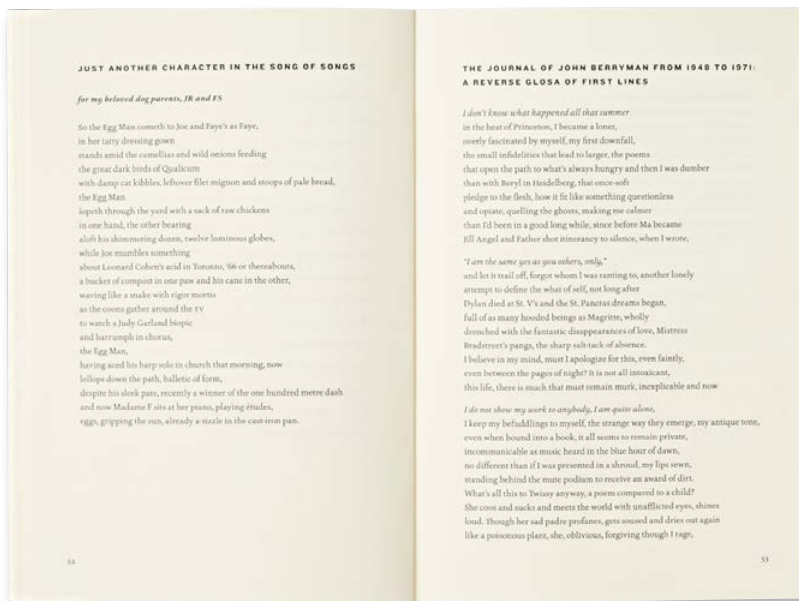 JUST ANOTHER CHARACTER IN THE SONG OF SONGS
for my beloved dog parents, JR and FS
So the Egg Man cometh to Joe and Faye's as Faye,
in her tatty dressing gown
stands amid the camellias and wild onions feeding
the great dark birds of Qualicum
with damp cat kibbles, leftover filet mignon and stoops of pale bread,
the Egg Man
lopeth through the yard with a sack of raw chickens
in one hand, the other bearing
aloft his shimmering dozen, twelve luminous globes,
while Joe mumbles something
about Leonard Cohen's acid in Toronto, '66 or thereabouts,
a bucket of compost in one paw and his cane in the other,
waving like a snake with rigor mortis
as the coons gather around the TV
to watch a Judy Garland biopic
and harrumph in chorus,
the Egg Man,
having aced his harp solo in church that morning, now
lollops down the path, balletic of form,
despite his sleek pate, recently a winner of the one hundred metre dash
and now Madame F sits at her piano, playing études,
eggs, gripping the sun, already a-sizzle in the cast-iron pan.
52
THE JOURNAL OF JOHN BERRYMAN FROM 1948 TO 1971:
A REVERSE GLOSA OF FIRST LINES
I don't know what happened all that summer
in the heat of Princeton, I became a loner,
overly fascinated by myself, my first downfall,
the small infidelities that lead to larger, the poems
that open the path to what's always hungry and then I was dumber
than with Beryl in Heidelberg, that once-soft
pledge to the flesh, how it fit like something questionless
and opiate, quelling the ghosts, making me calmer
than I'd been in a good long while, since before Ma became
Jill Angel and Father shot itinerancy to silence, when I wrote,
"I am the same yes as you others, only,"
and let it trail off, forgot whom I was ranting to, another lonely
attempt to define the what of self, not long after
Dylan died at St. V's and the St. Pancras dreams began,
full of as many hooded beings as Magritte, wholly
drenched with the fantastic disappearances of love, Mistress
Bradstreet's pangs, the sharp salt-tack of absence.
I believe in my mind, must I apologize for this, even faintly,
even between the pages of night? It is not all intoxicant,
this life, there is much that must remain murk, inexplicable and now
I do not show my work to anybody, I am quite alone,
I keep my befuddlings to myself, the strange way they emerge, my antique tone,
even when bound into a book, it all seems to remain private,
incommunicable as music heard in the blue hour of dawn,
no different than if I was presented in a shroud, my lips sewn,
standing behind the mute podium to receive an award of dirt.
What's all this to Twissy anyway, a poem compared to a child?
She coos and sucks and meets the world with unafflicted eyes, shines
loud. Though her sad padre profanes, gets soused and dries out again
like a poisonous plant, she, oblivious, forgiving though I rage,
53